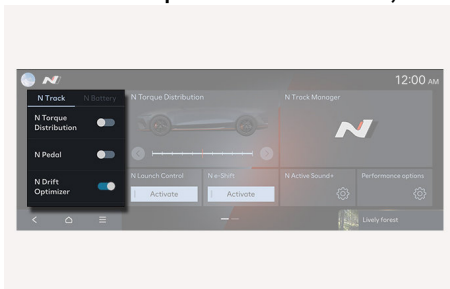 12:00 AM
N Track
N Battery
N Torque
Distribution
N Pedal
N Drift
Optimizer
N Torque Distribution
N Track Manager
N Launch Control
Activate
N e-Shift
Activate
N Active Sound+
Performance options
Lively forest